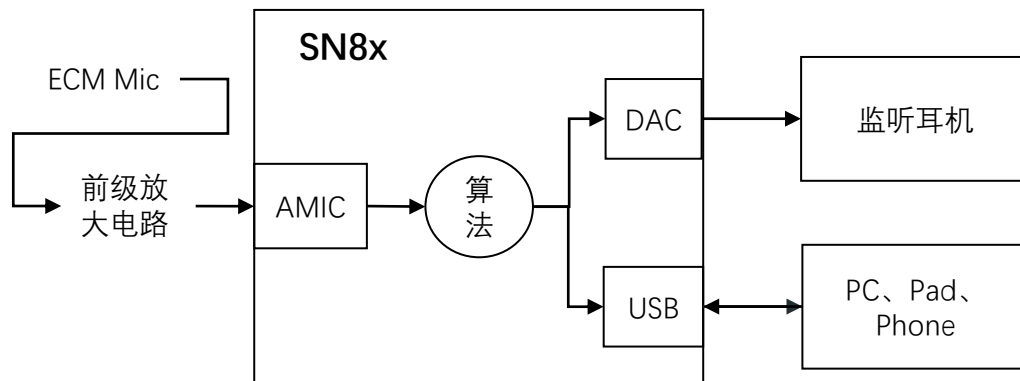 SN8x
ECM Mic
前级放
大电路
AMIC
算
法
DAC
USB
监听耳机
PC、Pad、
Phone